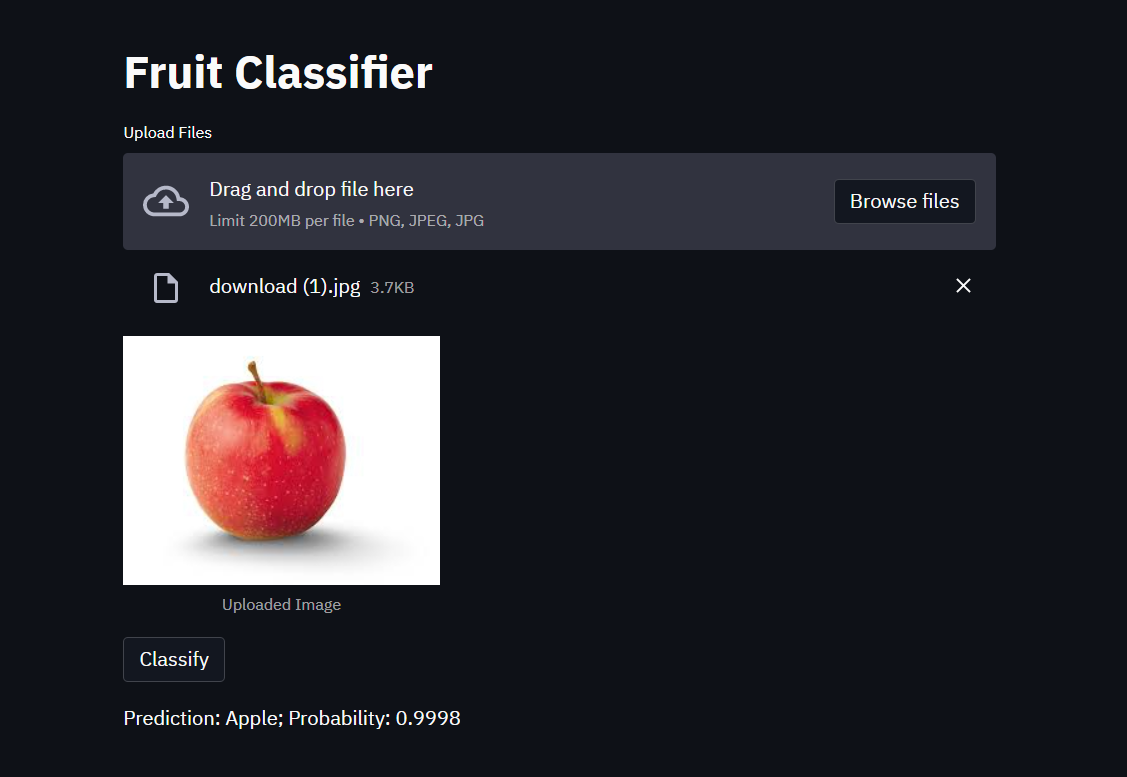 Fruit Classifier
Upload Files
Drag and drop file here
Limit 200MB per file • PNG, JPEG, JPG
Browse files
download (1).jpg 3.7KB
Uploaded Image
Classify
Prediction: Apple; Probability: 0.9998